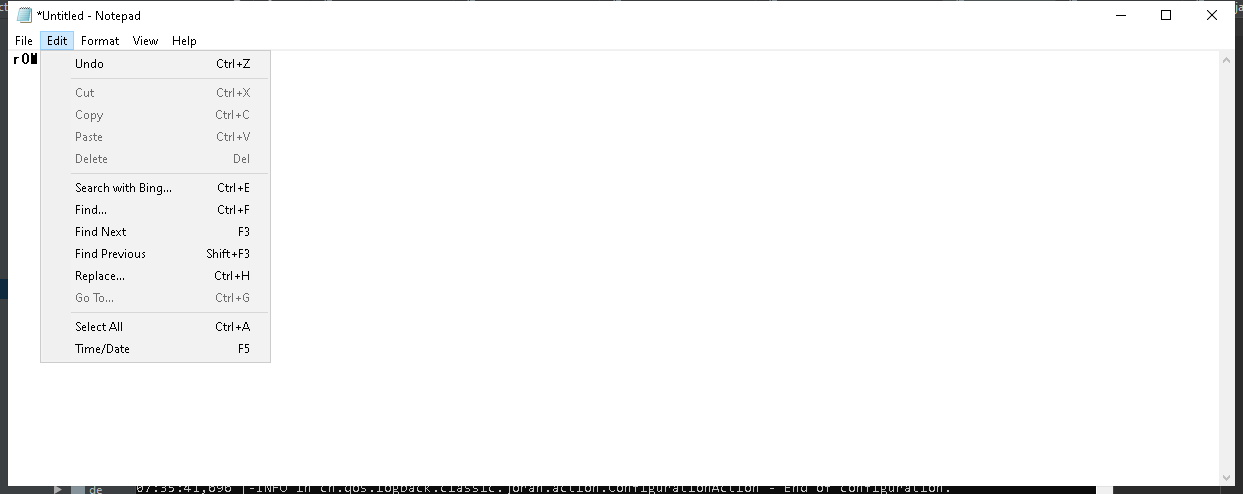 *Untitled - Notepad
File Edit Format View Help
rOW
Undo Ctrl+Z
Cut Ctrl+X
Copy Ctrl+C
Paste Ctrl+V
Delete Del
Search with Bing... Ctrl+E
Find... Ctrl+F
Find Next F3
Find Previous Shift+F3
Replace... Ctrl+H
Go To... Ctrl+G
Select All Ctrl+A
Time/Date F5
de 07:35:41,696 |-INFO in ch.qos.logback.classic.joran.action.ConfigurationAction - End of configuration.